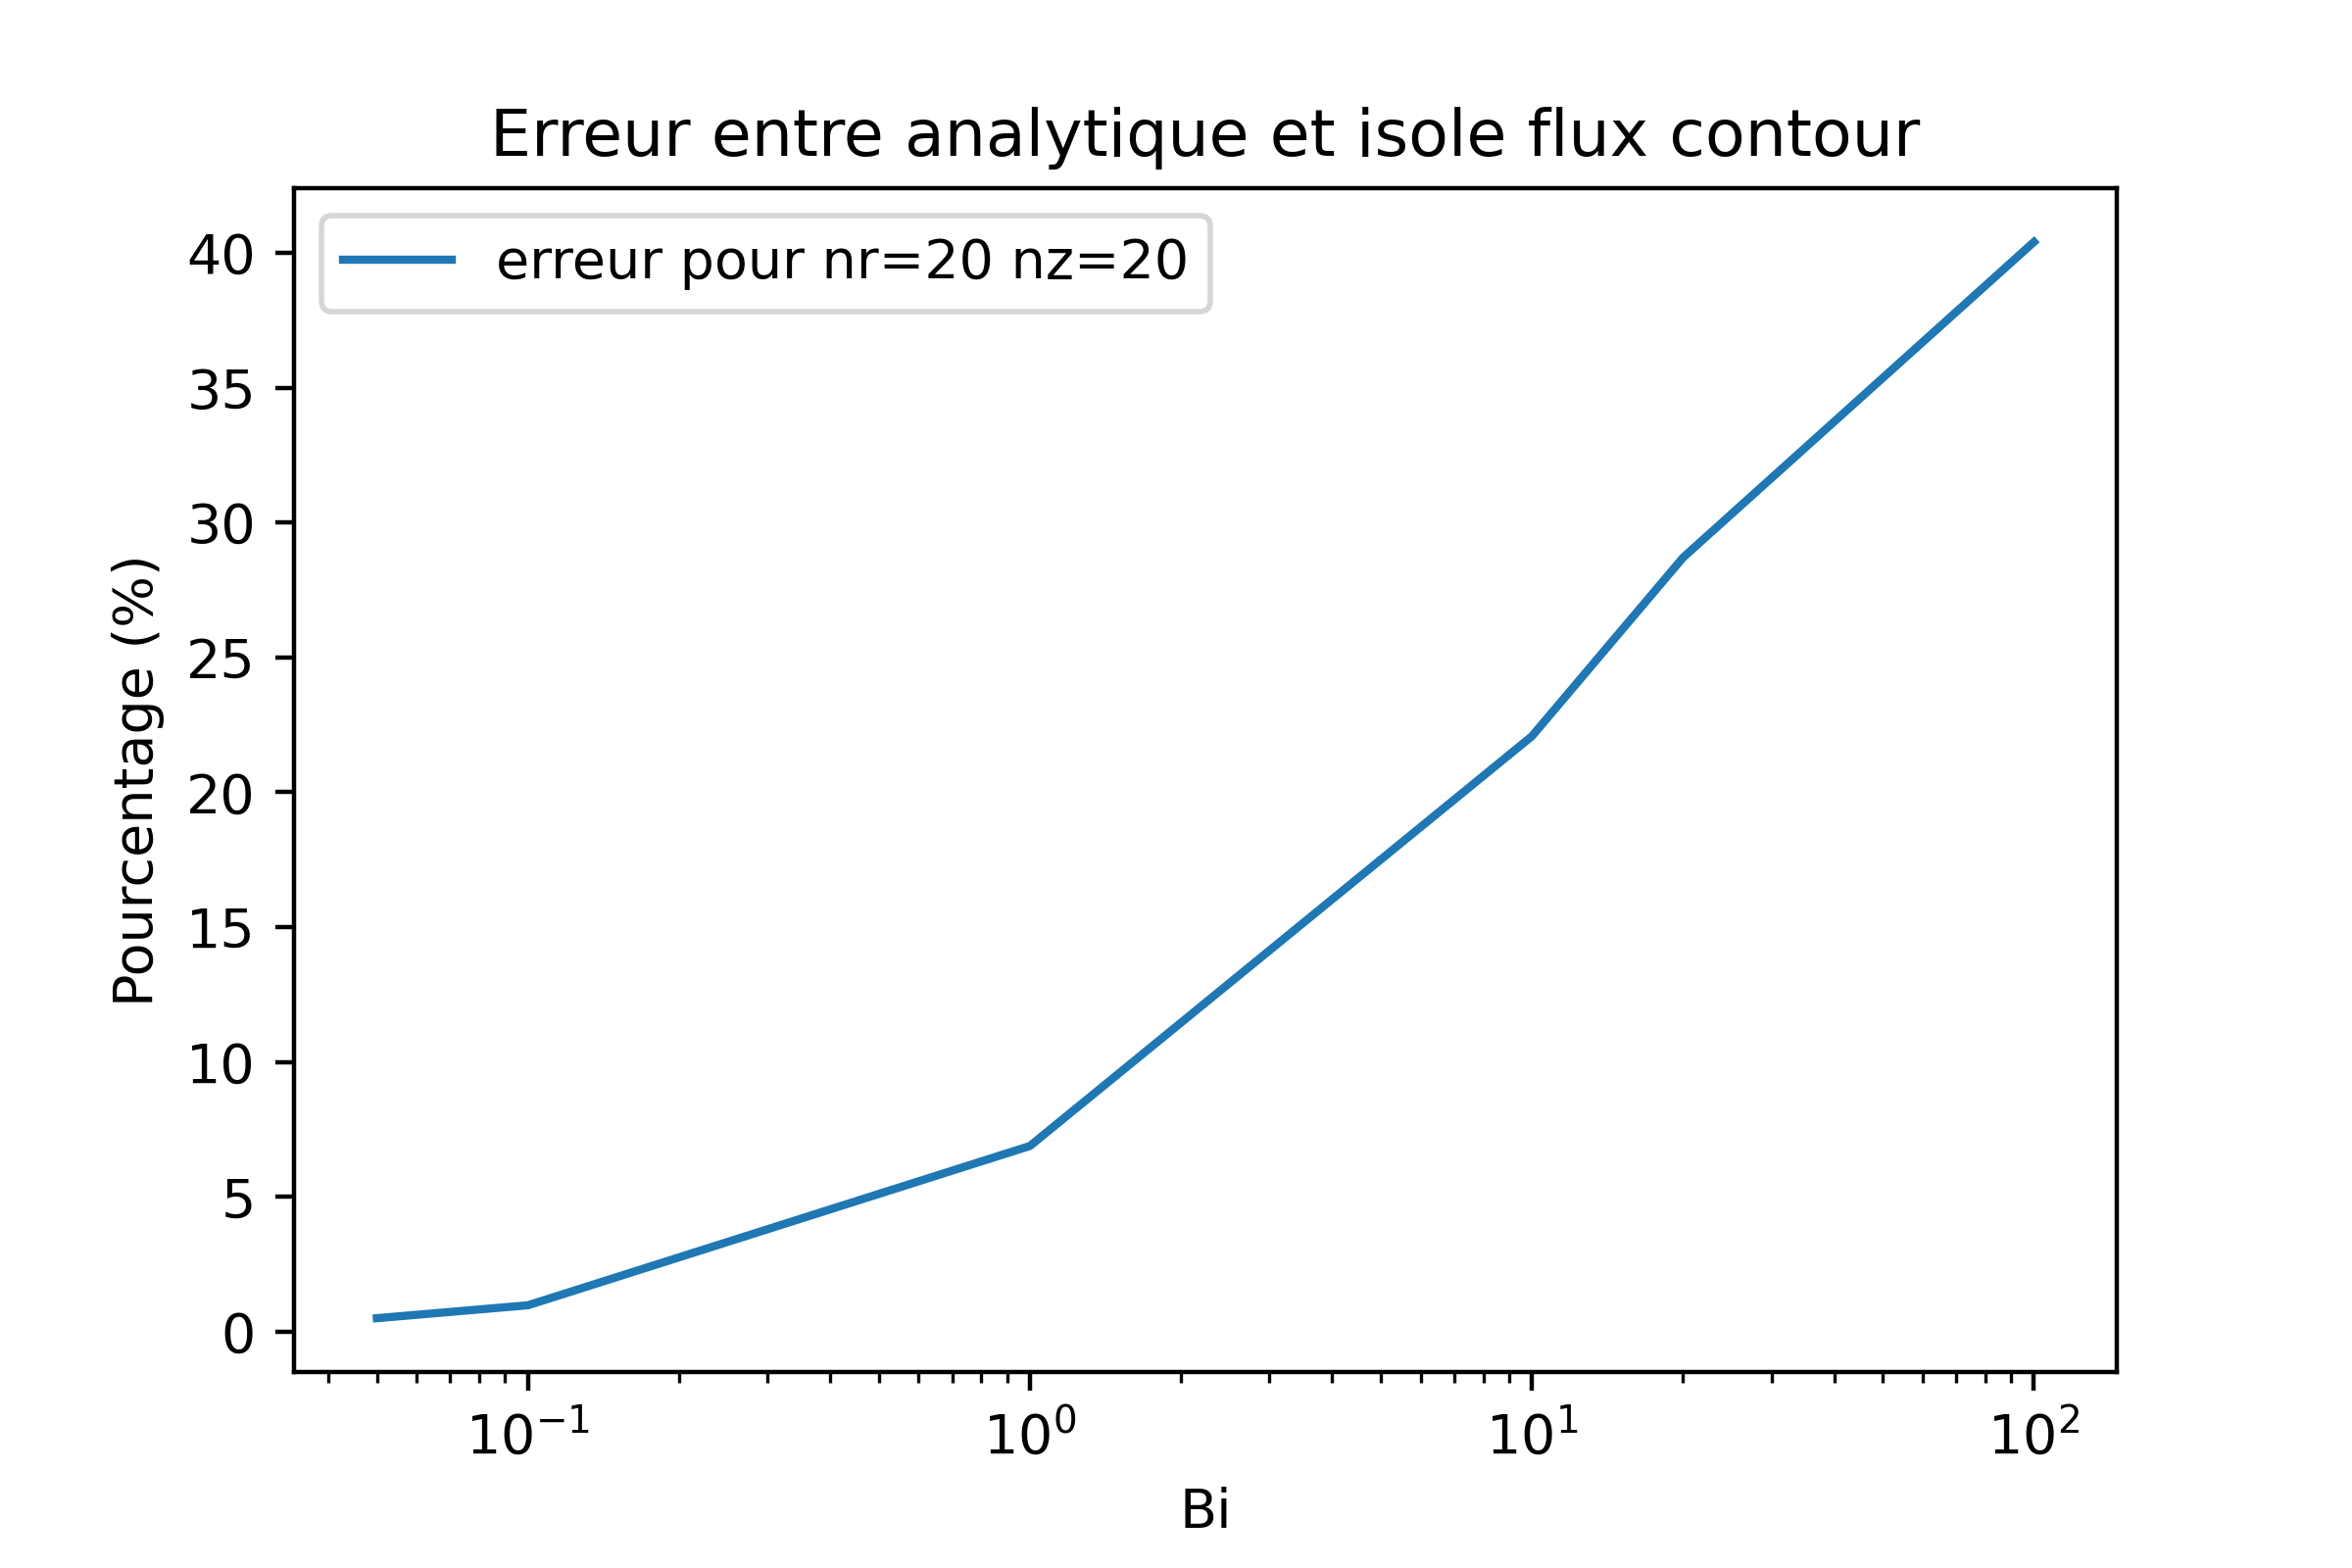 Erreur entre analytique et isole flux contour
erreur pour nr=20 nz=20
Pourcentage (%)
40
35
30
25
20
15
10
5
0
10⁻¹ 10⁰ 10¹ 10²
Bi